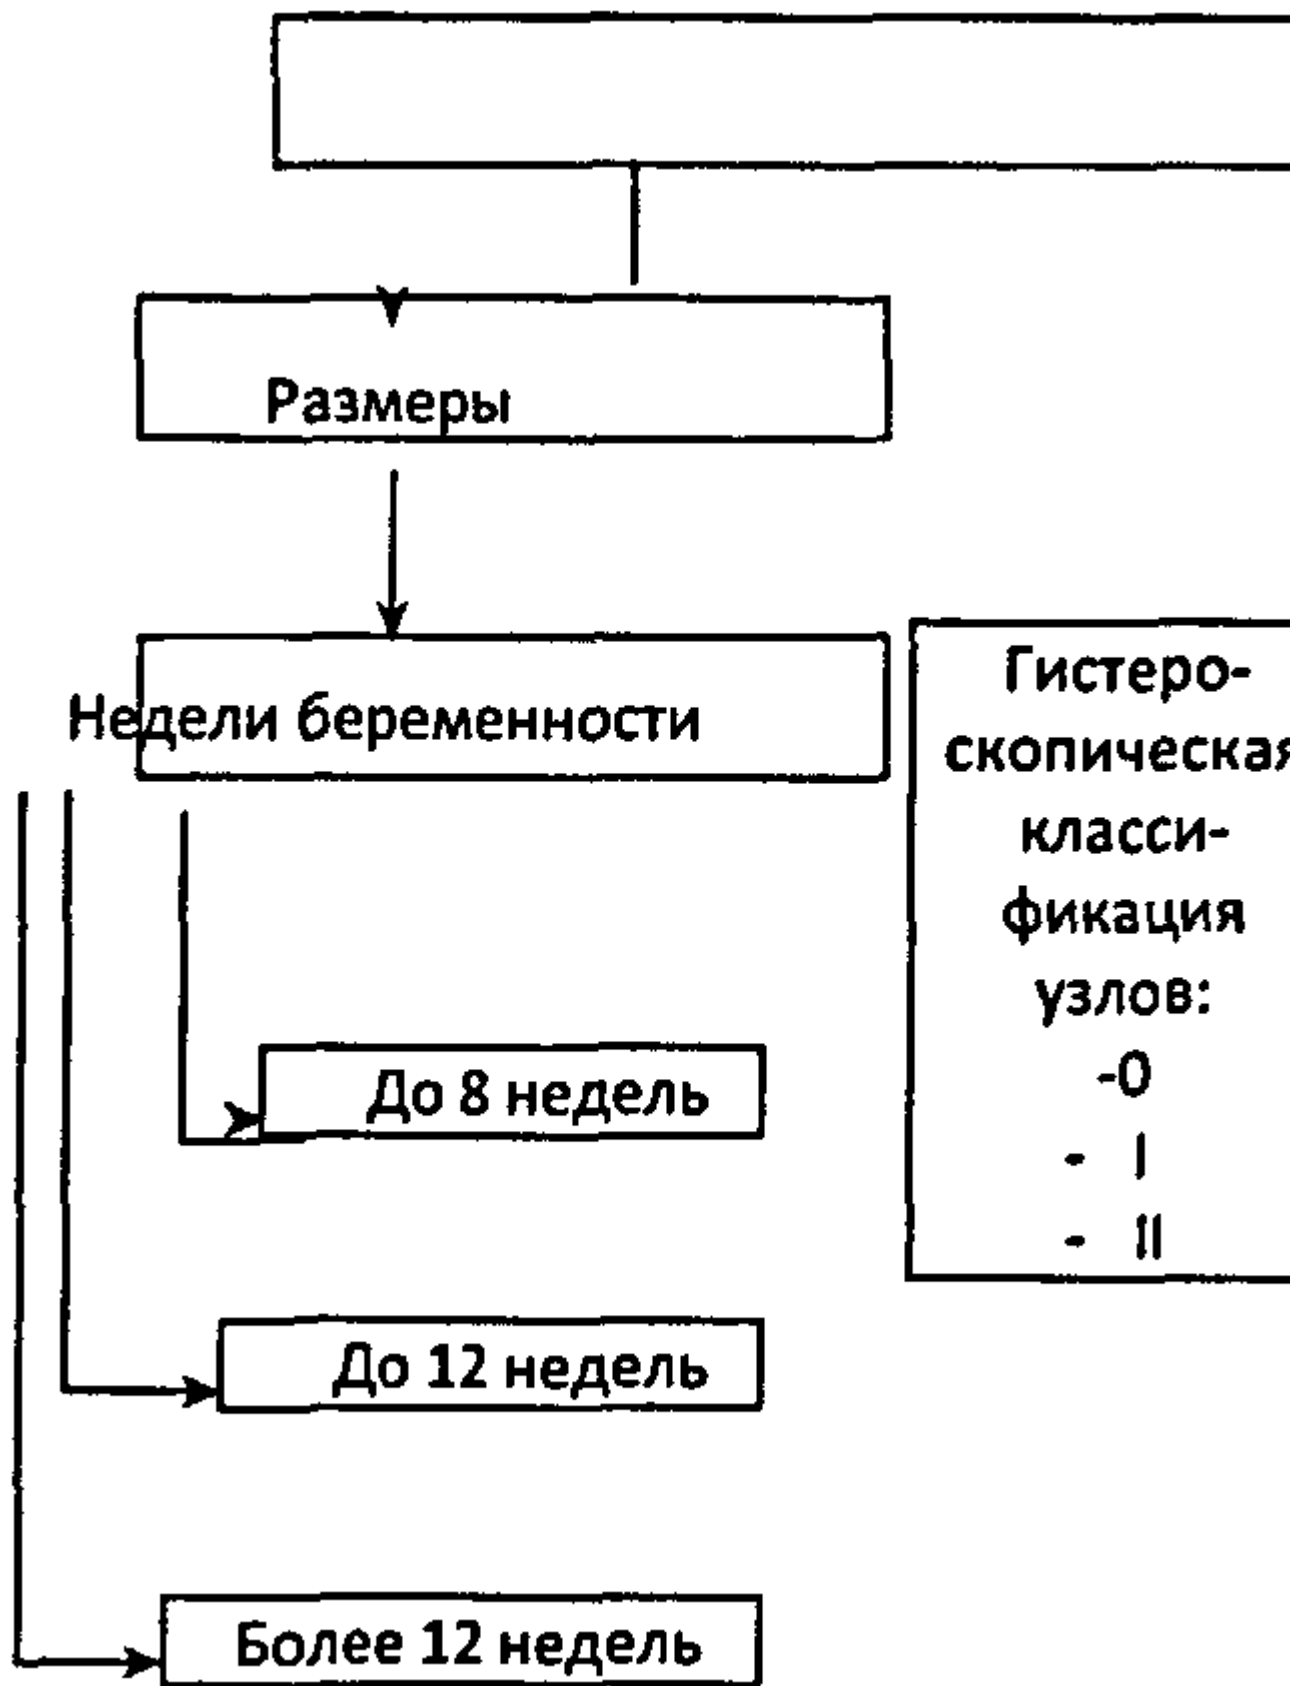 Размеры
Недели беременности
До 8 недель
До 12 недель
Более 12 недель
Гистеро-
скопическая
класси-
фикация
узлов:
-0
- I
- II